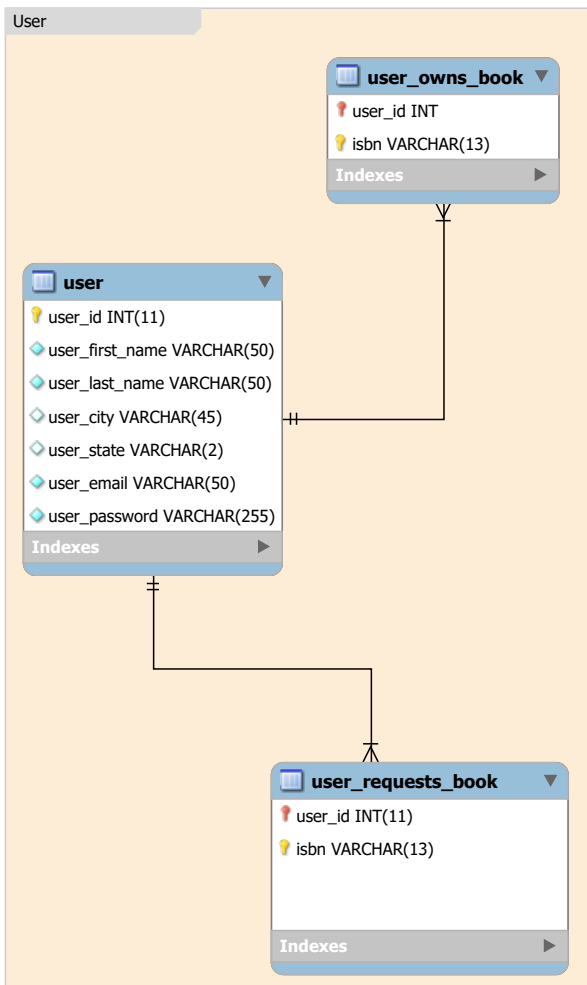 User
user_owns_book
user_id INT
isbn VARCHAR(13)
Indexes
user
user_id INT(11)
user_first_name VARCHAR(50)
user_last_name VARCHAR(50)
user_city VARCHAR(45)
user_state VARCHAR(2)
user_email VARCHAR(50)
user_password VARCHAR(255)
Indexes
user_requests_book
user_id INT(11)
isbn VARCHAR(13)
Indexes